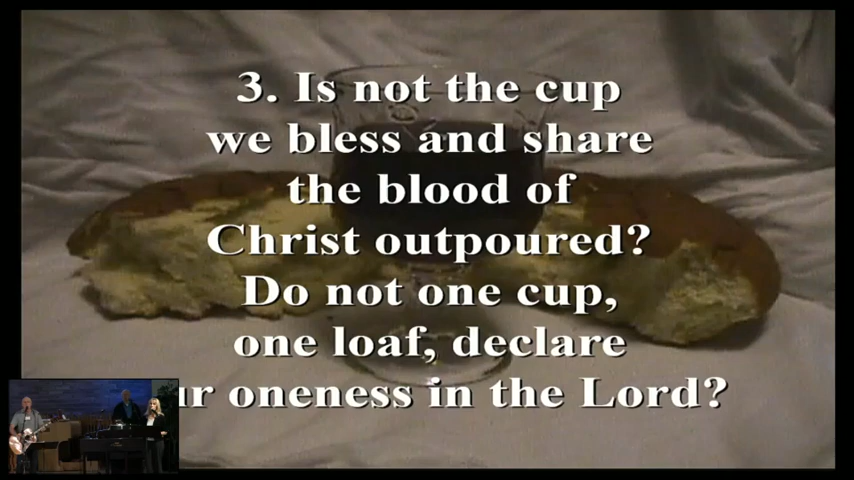 3. Is not the cup
we bless and share
the blood of
Christ outpoured?
Do not one cup,
one loaf, declare
oneness in the Lord?